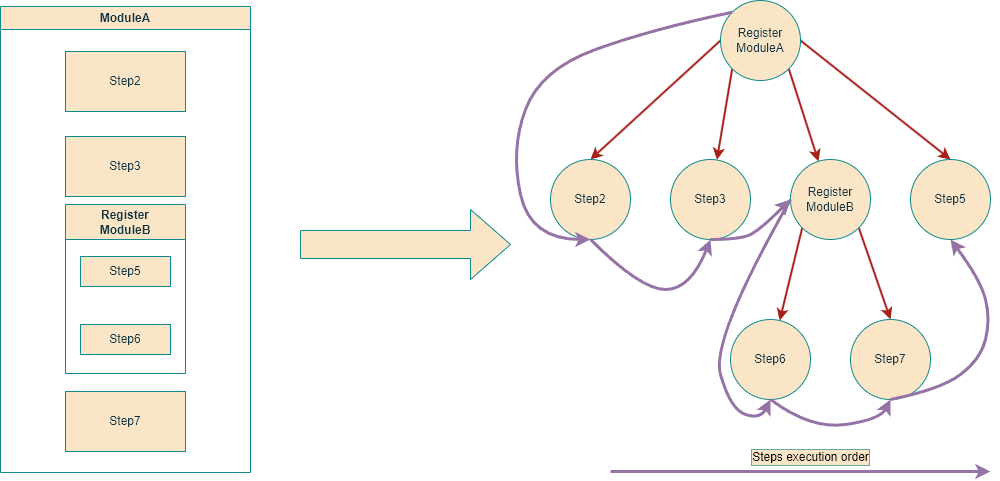 ModuleA
Step2
Step3
Register
ModuleB
Step5
Step6
Step7
Register
ModuleA
Step2
Step3
Register
ModuleB
Step5
Step6
Step7
Steps execution order